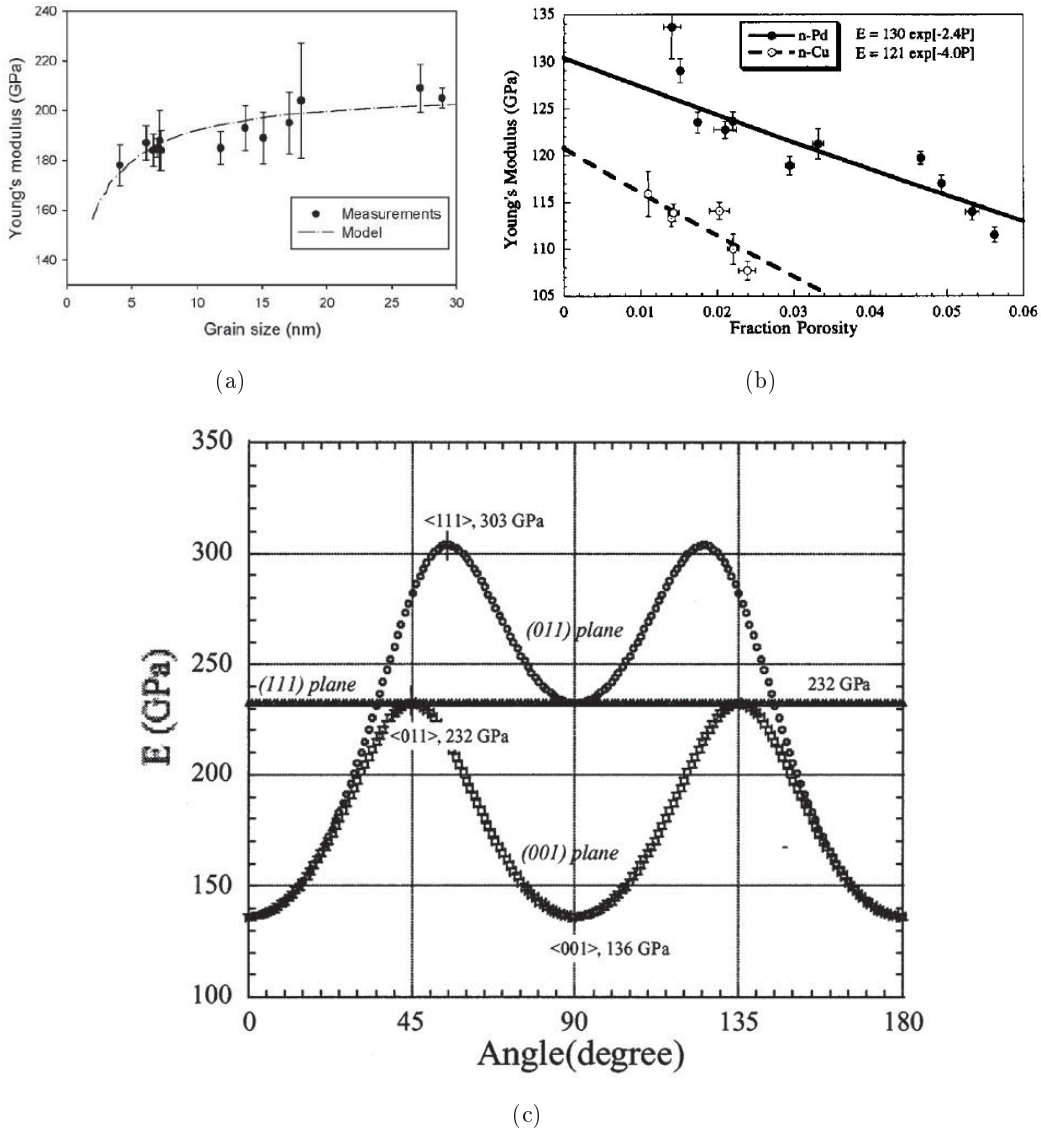 Young's modulus (GPa)
220
200
180
160
140
Measurements
Model
0
5
10
15
20
25
30
Grain size (nm)
(a)
Young's Modulus (GPa)
135
130
125
120
115
110
105
n-Pd E = 130 exp[-2.4P]
n-Cu E = 121 exp[-4.0P]
0
0.01
0.02
0.03
0.04
0.05
0.06
Fraction Porosity
(b)
E (GPa)
350
300
250
200
150
100
<111>, 303 GPa
(011) plane
(111) plane
232 GPa
<011>, 232 GPa
(001) plane
<001>, 136 GPa
0
45
90
135
180
Angle(degree)
(c)